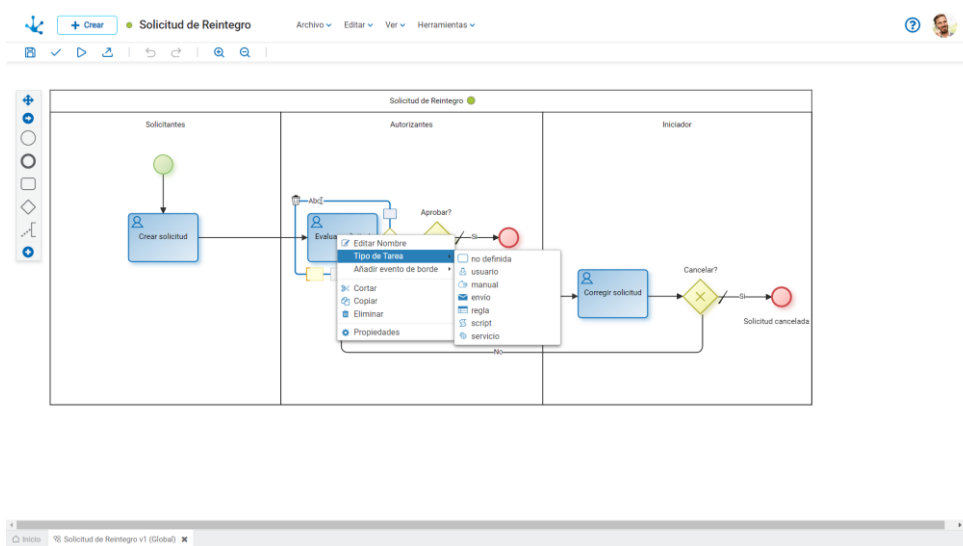 Crear
Solicitud de Reintegro
Archivo
Editar
Ver
Herramientas
?
Solicitud de Reintegro
Solicitantes
Autorizantes
Iniciador
Abc
Aprobar?
Crear solicitud
Si
Editar Nombre
Tipo de Tarea
Añadir evento de borde
Cortar
Copiar
Eliminar
Propiedades
no definida
usuario
manual
envío
regla
script
servicio
Corregir solicitud
Cancelar?
Si
Solicitud cancelada
No
Inicio
Solicitud de Reintegro v1 (Global)